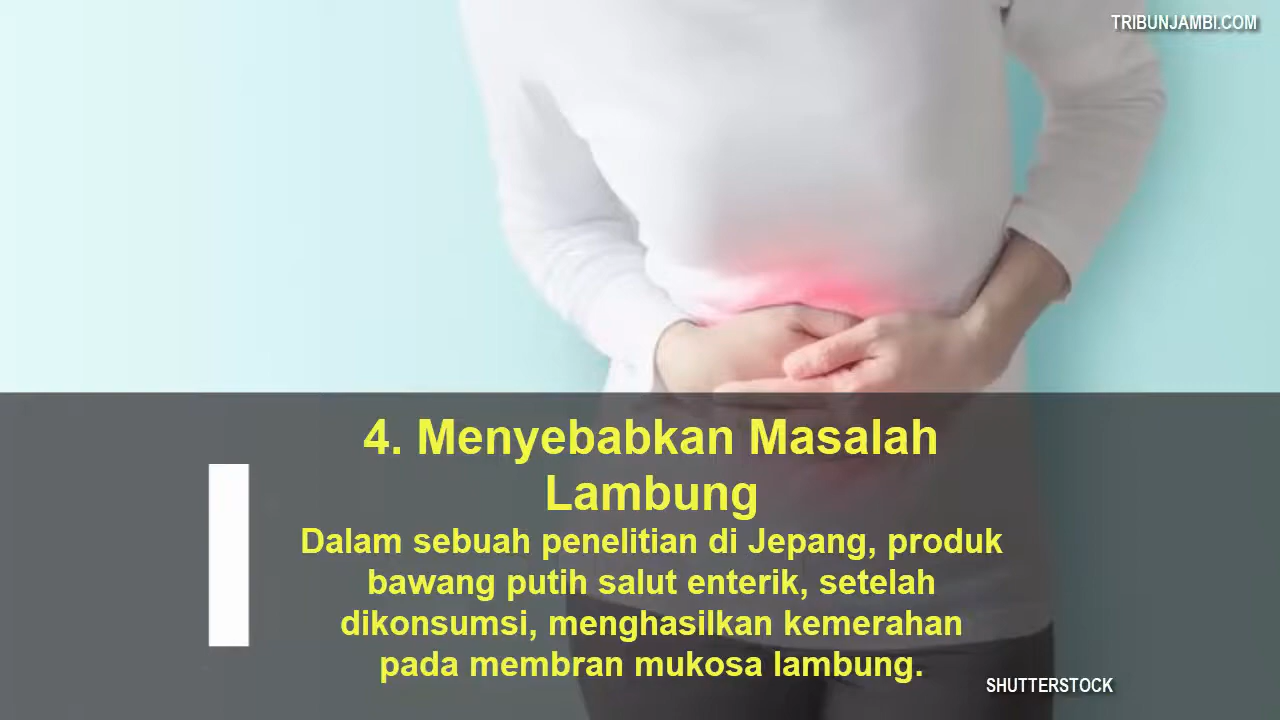 TRIBUNJAMBI.COM
4. Menyebabkan Masalah
Lambung
Dalam sebuah penelitian di Jepang, produk
bawang putih salut enterik, setelah
dikonsumsi, menghasilkan kemerahan
pada membran mukosa lambung.
SHUTTERSTOCK